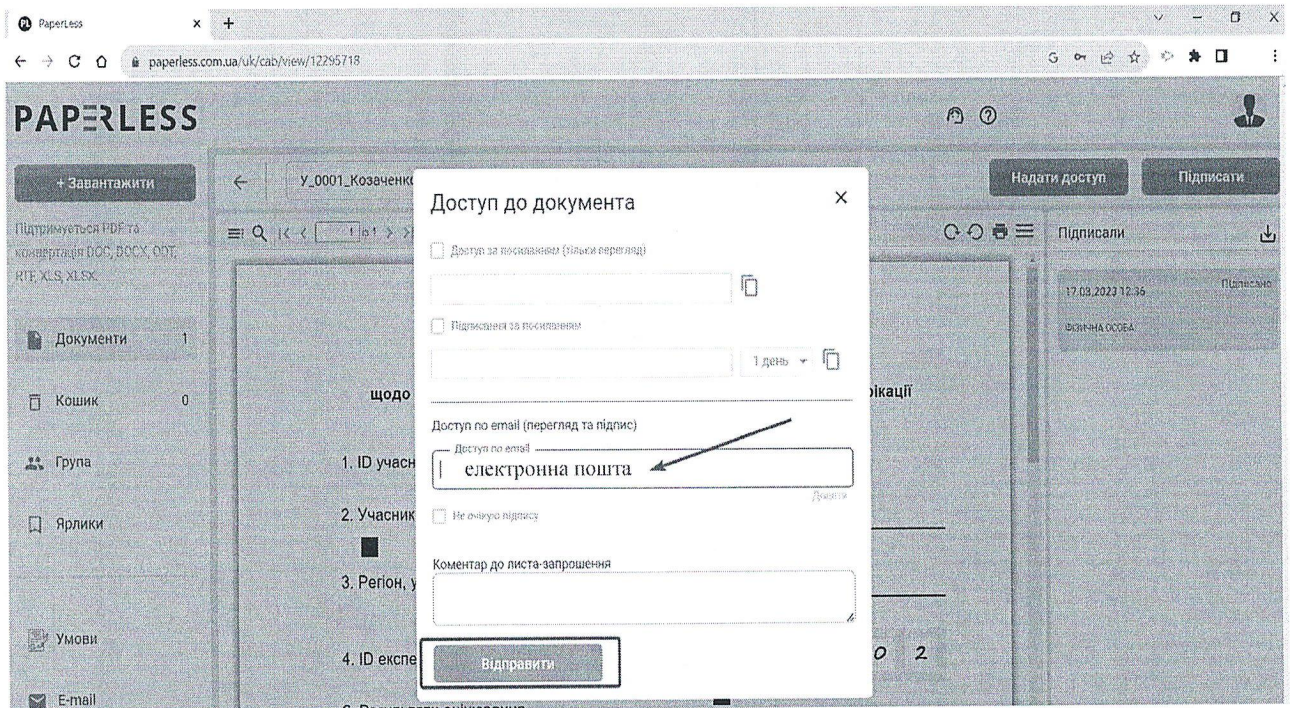 PaperLess
paperless.com.ua/uk/cab/view/12295718
PAPERLESS
+ Завантажити
Підтримується PDF та
конвертація DOC, DOCX, ODT,
RTF, XLS, XLSX.
Документи 1
Кошик 0
Група
Ярлики
Умови
E-mail
У_0001_Козаченко
Надати доступ
Підписати
Підписали
17.03.2023 12:36 Підписано
ФІЗИЧНА ОСОБА
щодо
1. ID учасн
2. Учасник
3. Регіон, у
4. ID експе
0 2
Доступ до документа
Доступ за посиланням (тільки перегляд)
Підписання за посиланням
1 день
Доступ по email (перегляд та підпис)
Доступ по email
електронна пошта
Додати
Не очікую підпису
Коментар до листа-запрошення
Відправити